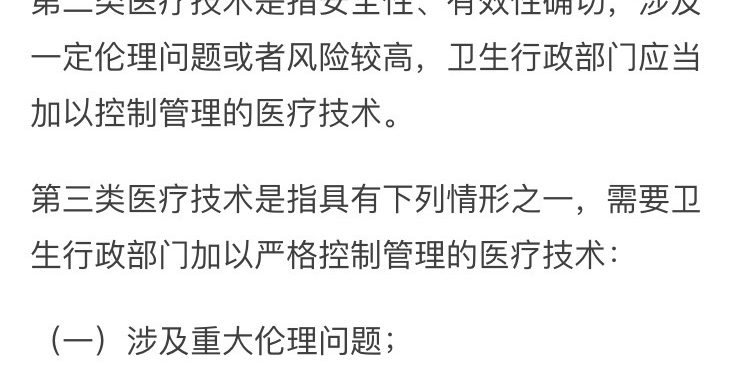 第二类医疗技术是指安全性、有效性确切，涉及
一定伦理问题或者风险较高，卫生行政部门应当
加以控制管理的医疗技术。
第三类医疗技术是指具有下列情形之一，需要卫
生行政部门加以严格控制管理的医疗技术：
（一）涉及重大伦理问题；